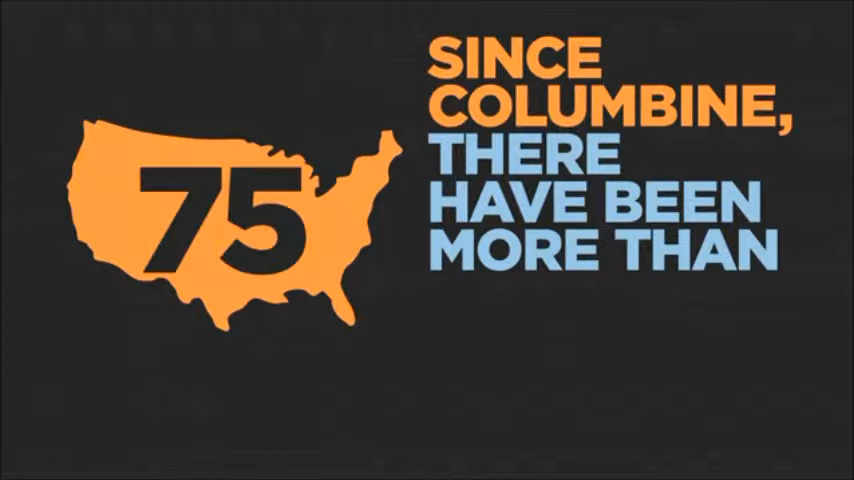 SINCE
COLUMBINE,
THERE
HAVE BEEN
MORE THAN
75